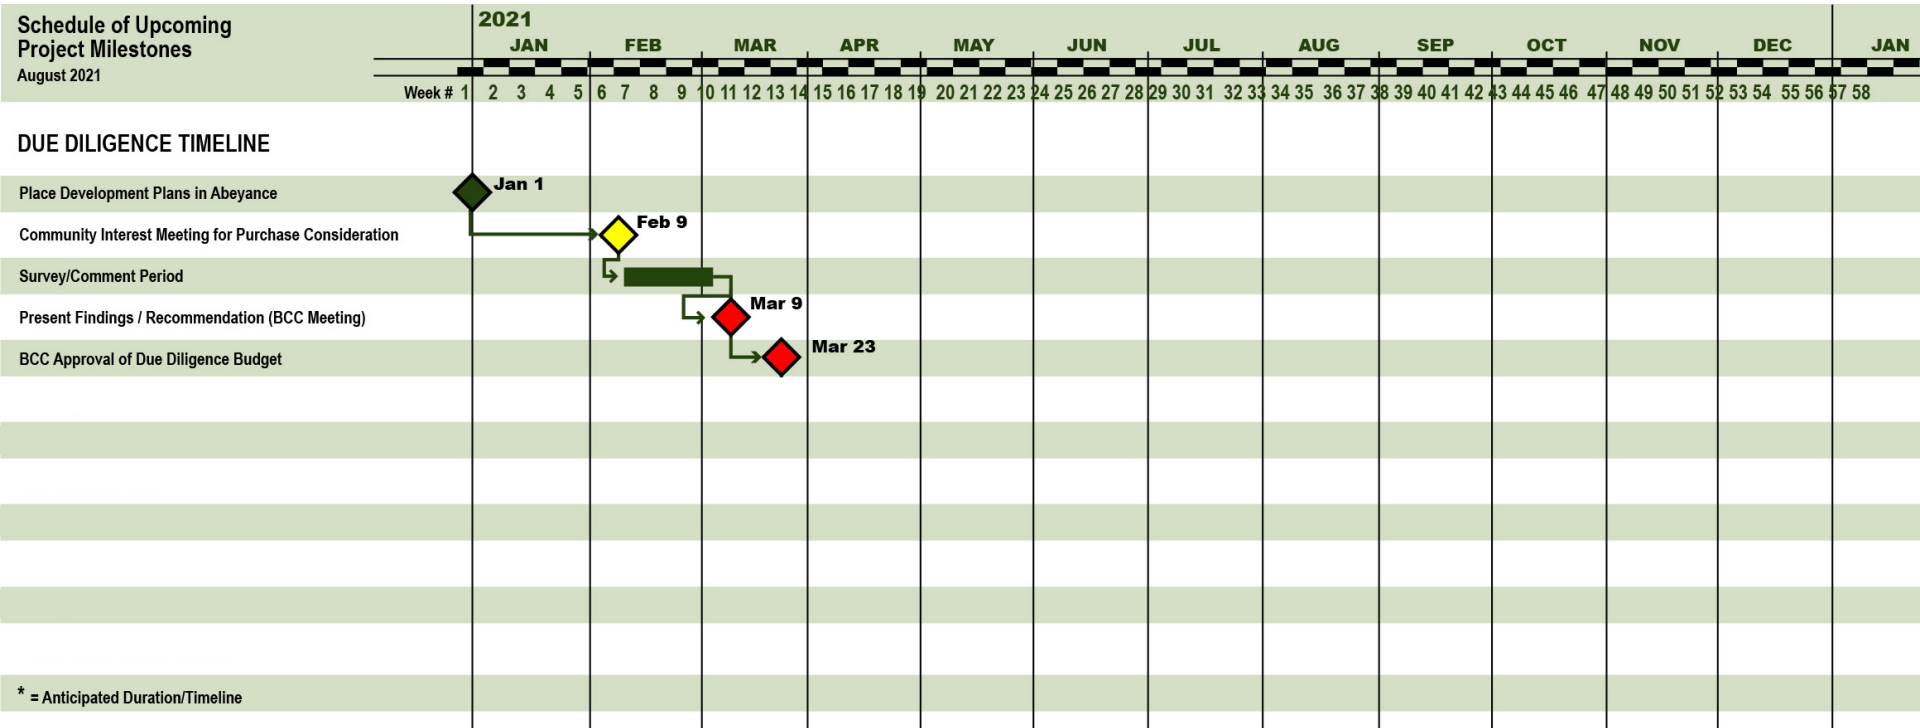 Schedule of Upcoming
Project Milestones
August 2021
2021
JAN FEB MAR APR MAY JUN JUL AUG SEP OCT NOV DEC JAN
Week # 1 2 3 4 5 6 7 8 9 10 11 12 13 14 15 16 17 18 19 20 21 22 23 24 25 26 27 28 29 30 31 32 33 34 35 36 37 38 39 40 41 42 43 44 45 46 47 48 49 50 51 52 53 54 55 56 57 58
DUE DILIGENCE TIMELINE
Place Development Plans in Abeyance Jan 1
Community Interest Meeting for Purchase Consideration Feb 9
Survey/Comment Period
Present Findings / Recommendation (BCC Meeting) Mar 9
BCC Approval of Due Diligence Budget Mar 23
* = Anticipated Duration/Timeline